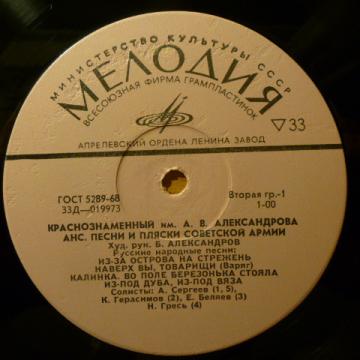 МИНИСТЕРСТВО КУЛЬТУРЫ СССР
МЕЛОДИЯ
ВСЕСОЮЗНАЯ ФИРМА ГРАМПЛАСТИНОК
▽33
АПРЕЛЕВСКИЙ ОРДЕНА ЛЕНИНА ЗАВОД
ГОСТ 5289-68
Вторая гр.-1
33Д—019973
1-00
КРАСНОЗНАМЕННЫЙ им. А. В. АЛЕКСАНДРОВА
АНС. ПЕСНИ И ПЛЯСКИ СОВЕТСКОЙ АРМИИ
Худ. рук. Б. АЛЕКСАНДРОВ
Русские народные песни:
ИЗ-ЗА ОСТРОВА НА СТРЕЖЕНЬ
НАВЕРХ ВЫ, ТОВАРИЩИ (Варяг)
КАЛИНКА. ВО ПОЛЕ БЕРЕЗОНЬКА СТОЯЛА
ИЗ-ПОД ДУБА, ИЗ-ПОД ВЯЗА
Солисты: А. Сергеев (1, 5),
К. Герасимов (2), Е. Беляев (3)
Н. Гресь (4)